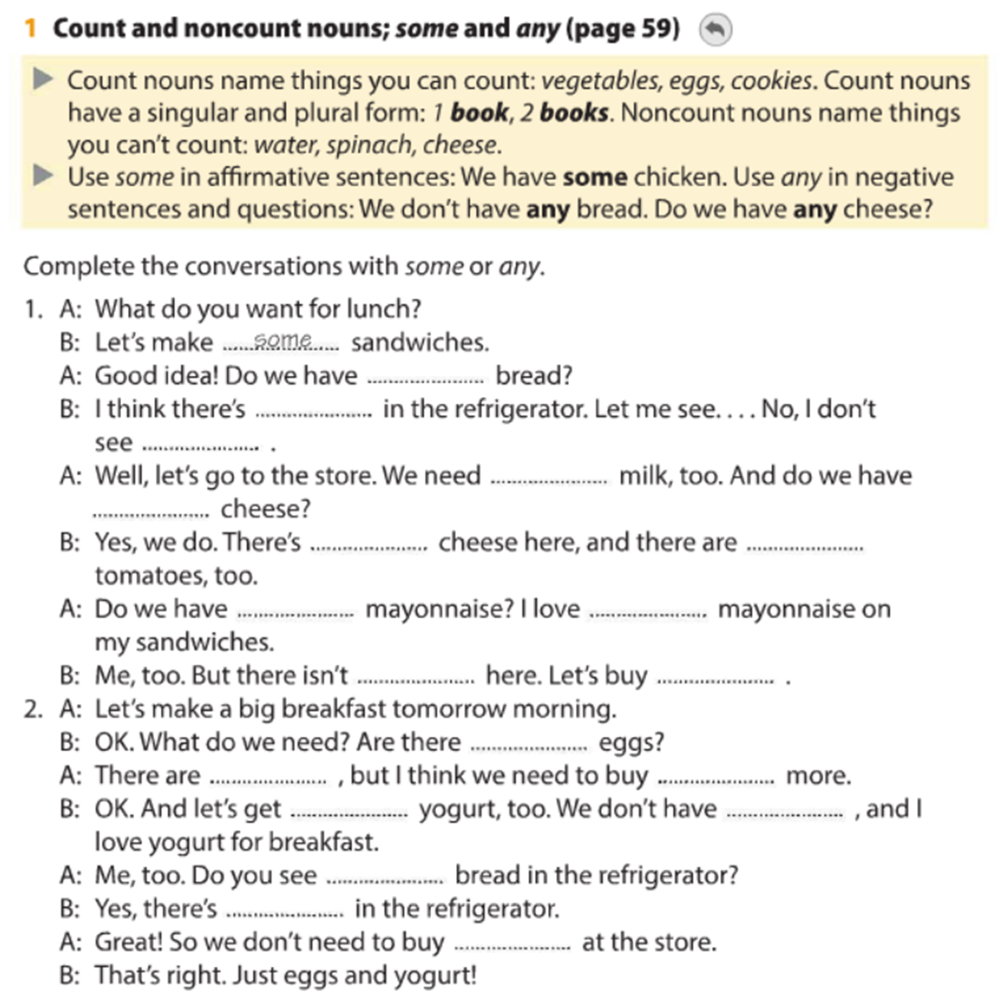 1 Count and noncount nouns; some and any (page 59)
▶ Count nouns name things you can count: vegetables, eggs, cookies. Count nouns
have a singular and plural form: 1 book, 2 books. Noncount nouns name things
you can't count: water, spinach, cheese.
▶ Use some in affirmative sentences: We have some chicken. Use any in negative
sentences and questions: We don't have any bread. Do we have any cheese?
Complete the conversations with some or any.
1. A: What do you want for lunch?
B: Let's make ......some..... sandwiches.
A: Good idea! Do we have ...................... bread?
B: I think there's ...................... in the refrigerator. Let me see. . . . No, I don't
see ...................... .
A: Well, let's go to the store. We need ...................... milk, too. And do we have
...................... cheese?
B: Yes, we do. There's ...................... cheese here, and there are ......................
tomatoes, too.
A: Do we have ...................... mayonnaise? I love ...................... mayonnaise on
my sandwiches.
B: Me, too. But there isn't ...................... here. Let's buy ...................... .
2. A: Let's make a big breakfast tomorrow morning.
B: OK. What do we need? Are there ...................... eggs?
A: There are ...................... , but I think we need to buy ...................... more.
B: OK. And let's get ...................... yogurt, too. We don't have ...................... , and I
love yogurt for breakfast.
A: Me, too. Do you see ...................... bread in the refrigerator?
B: Yes, there's ...................... in the refrigerator.
A: Great! So we don't need to buy ...................... at the store.
B: That's right. Just eggs and yogurt!